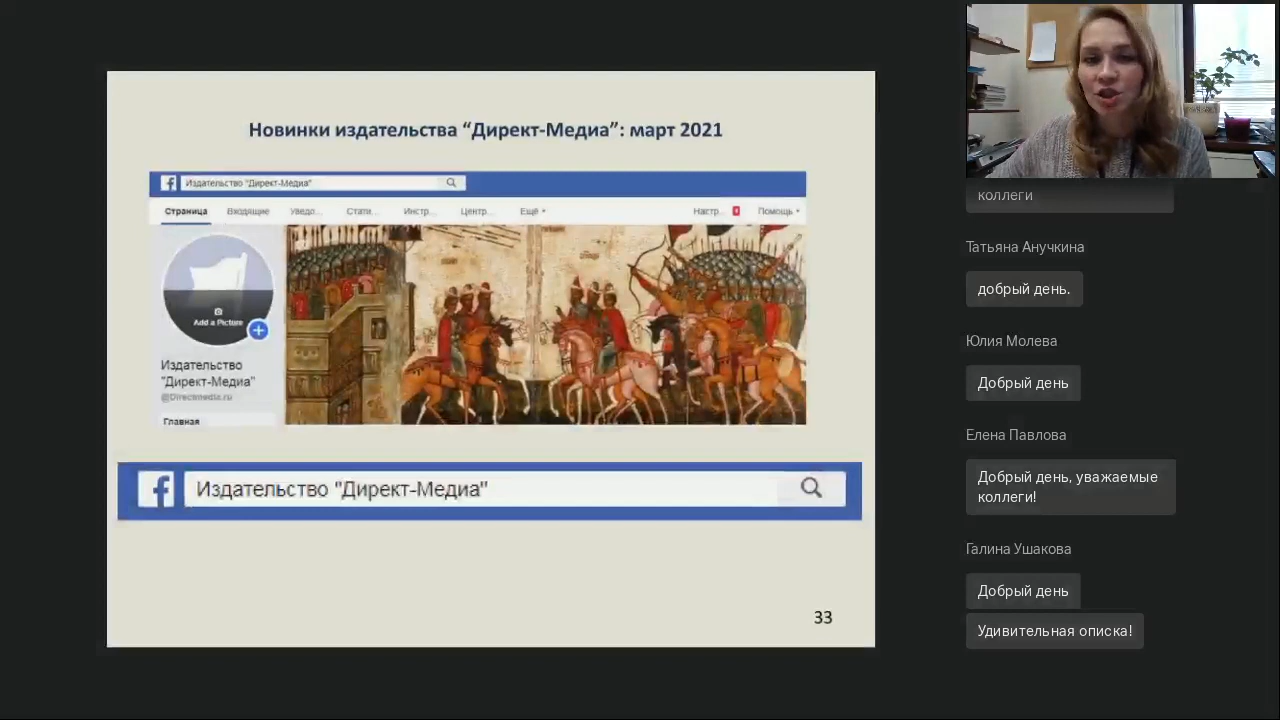 Новинки издательства “Директ-Медиа”: март 2021
Издательство "Директ-Медиа"
Страница Входящие Уведо... Стати... Инстр... Центр... Ещё Настр... Помощь
Add a Picture
Издательство
"Директ-Медиа"
@Directmedia.ru
Главная
Издательство "Директ-Медиа"
33
коллеги
Татьяна Анучкина
добрый день.
Юлия Молева
Добрый день
Елена Павлова
Добрый день, уважаемые
коллеги!
Галина Ушакова
Добрый день
Удивительная описка!